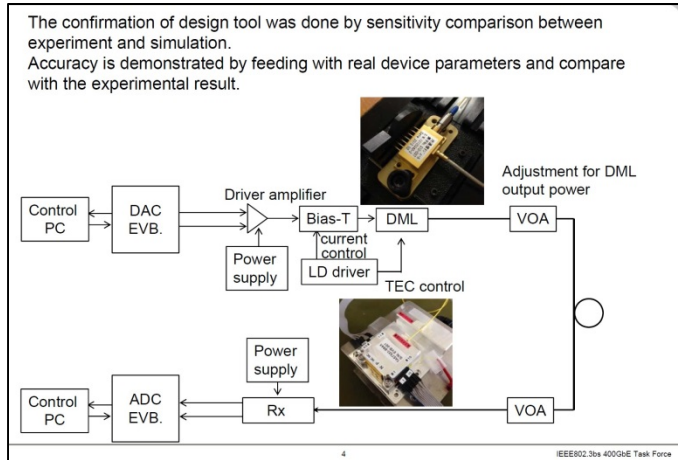 The confirmation of design tool was done by sensitivity comparison between
experiment and simulation.
Accuracy is demonstrated by feeding with real device parameters and compare
with the experimental result.
Adjustment for DML
output power
Driver amplifier
Control
PC
DAC
EVB.
Bias-T
DML
VOA
current
control
Power
supply
LD driver
TEC control
Power
supply
Control
PC
ADC
EVB.
Rx
VOA
4
IEEE802.3bs 400GbE Task Force